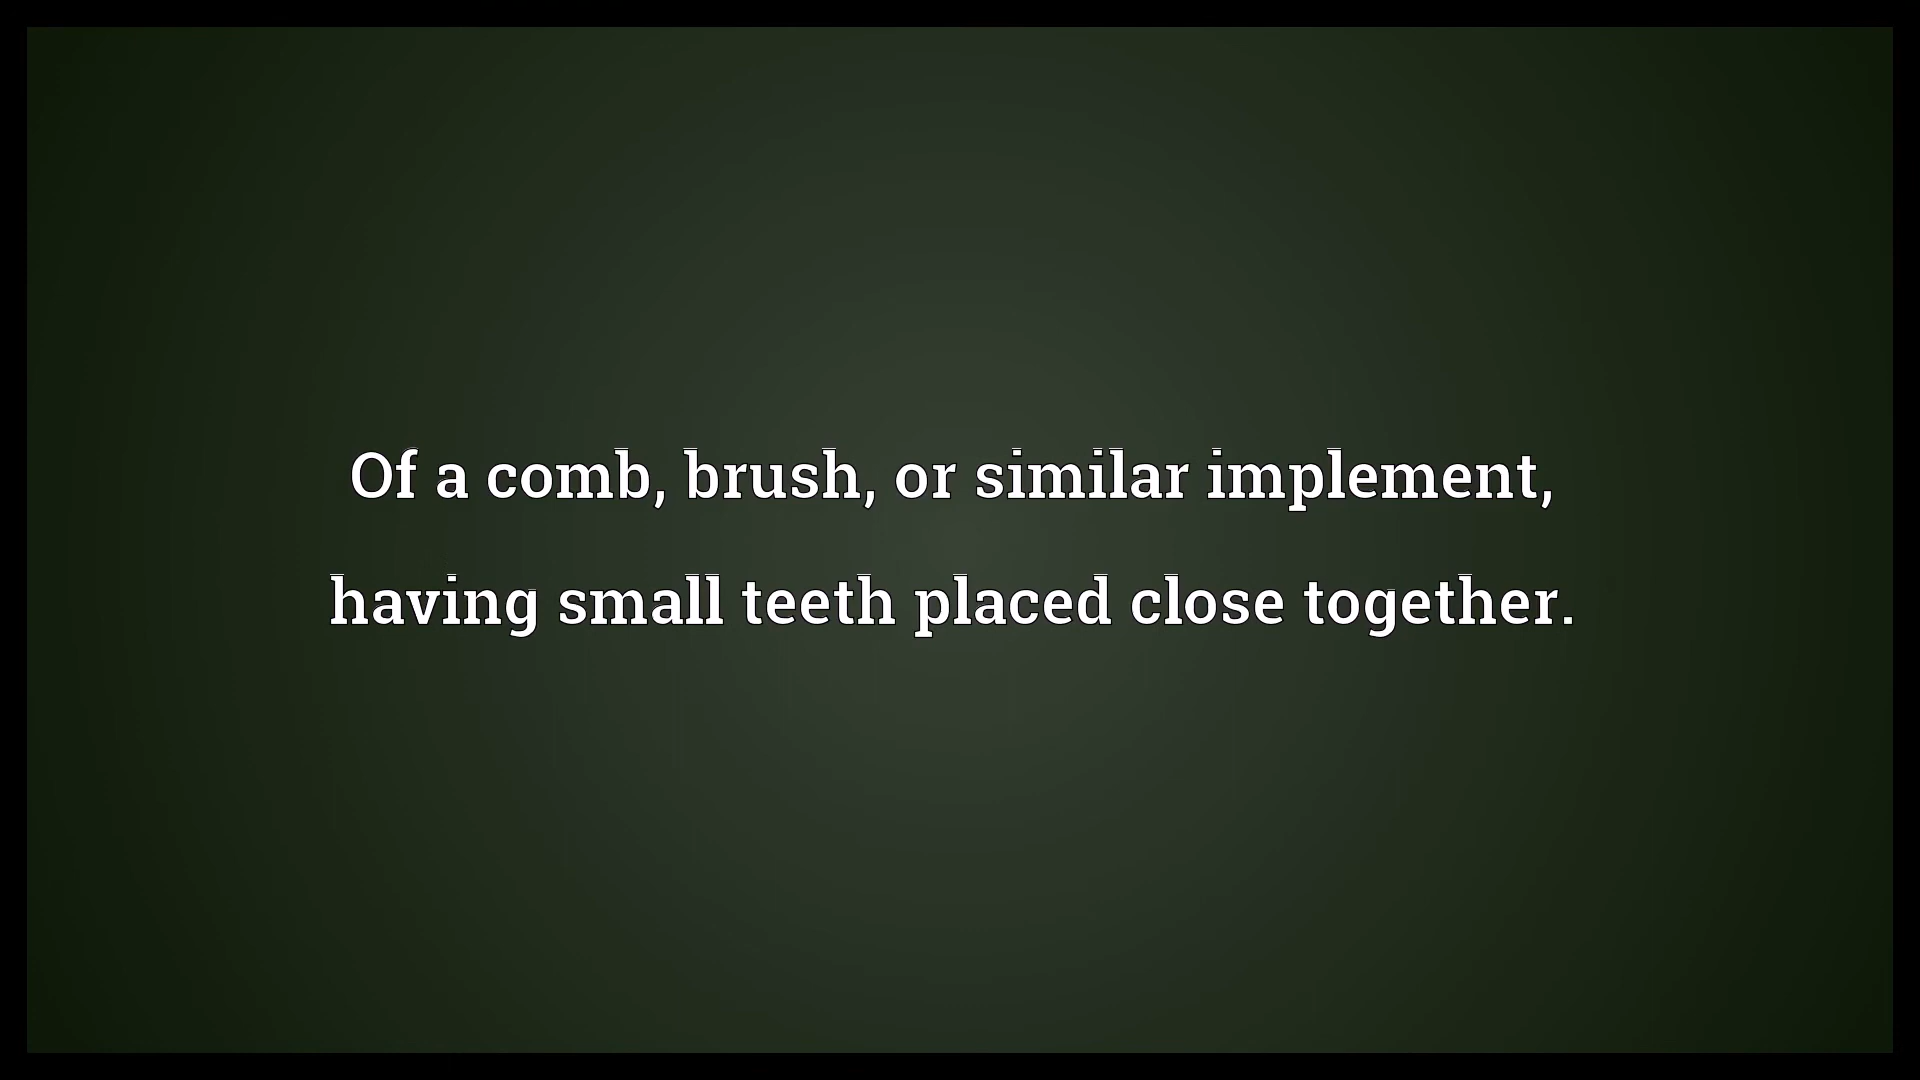 Of a comb, brush, or similar implement,
having small teeth placed close together.